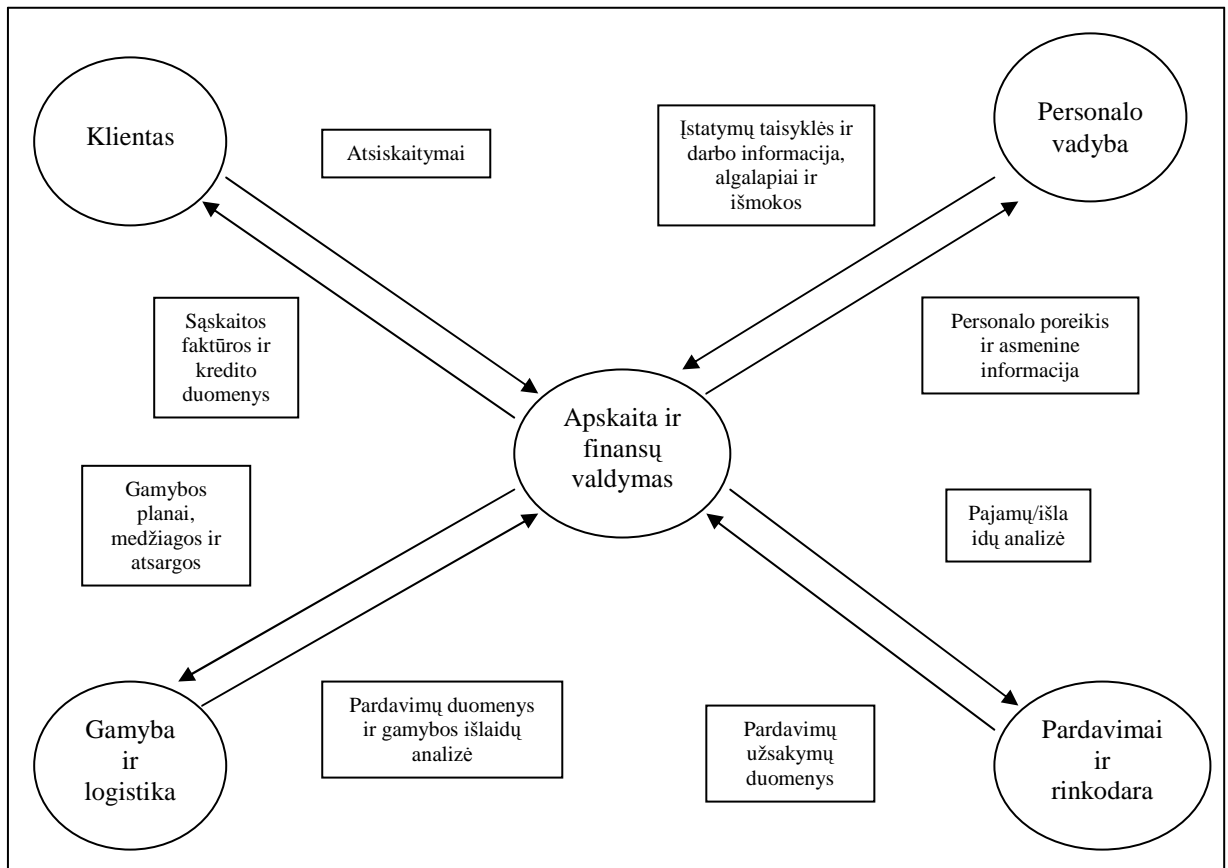 Klientas
Atsiskaitymai
Įstatymų taisyklės ir
darbo informacija,
algalapiai ir
išmokos
Personalo
vadyba
Sąskaitos
faktūros ir
kredito
duomenys
Personalo poreikis
ir asmenine
informacija
Apskaita ir
finansų
valdymas
Gamybos
planai,
medžiagos ir
atsargos
Pajamų/išla
idų analizė
Gamyba
ir
logistika
Pardavimų duomenys
ir gamybos išlaidų
analizė
Pardavimų
užsakymų
duomenys
Pardavimai
ir
rinkodara